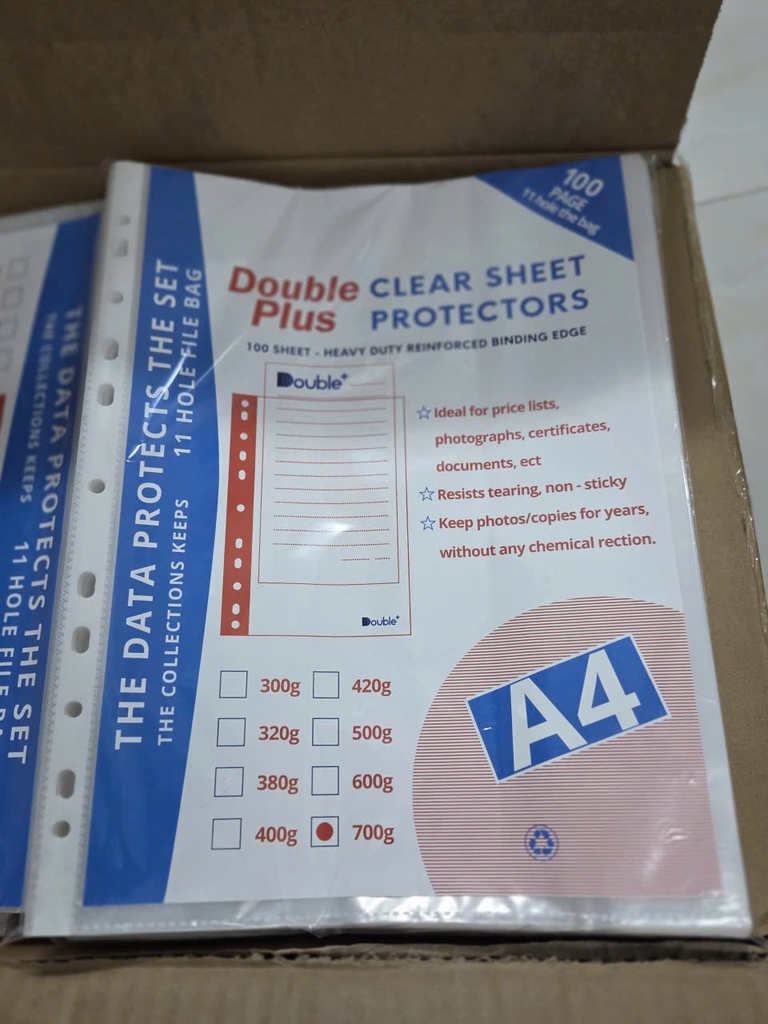 100
PAGE
11 hole the bag
Double
Plus
CLEAR SHEET
PROTECTORS
100 SHEET - HEAVY DUTY REINFORCED BINDING EDGE
THE DATA PROTECTS THE SET
THE COLLECTIONS KEEPS 11 HOLE FILE BAG
Double+
☆ Ideal for price lists,
photographs, certificates,
documents, ect
☆ Resists tearing, non - sticky
☆ Keep photos/copies for years,
without any chemical rection.
Double+
300g
420g
320g
500g
380g
600g
400g
700g
A4
THE DATA PROTECTS THE SET
THE COLLECTIONS KEEPS
11 HOLE FILE